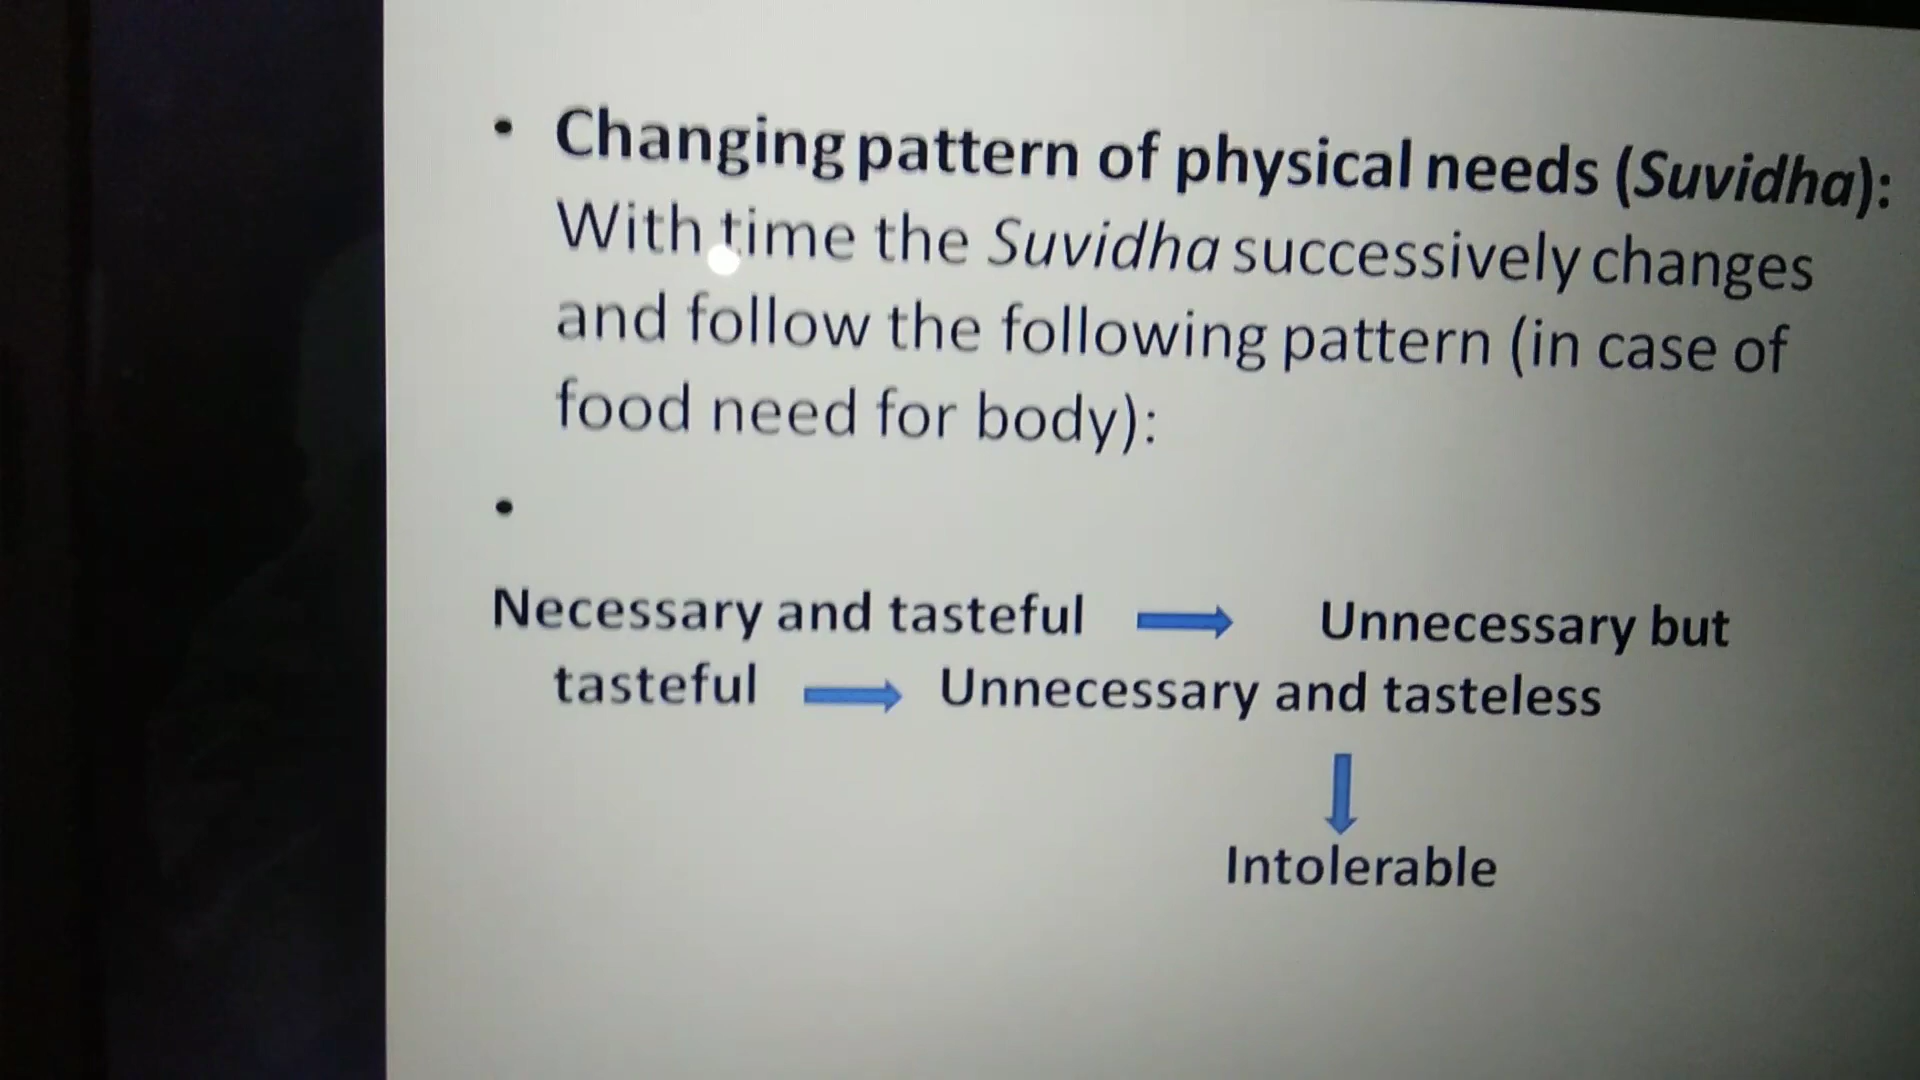 • Changing pattern of physical needs (Suvidha):
With time the Suvidha successively changes
and follow the following pattern (in case of
food need for body):
•
Necessary and tasteful → Unnecessary but
tasteful → Unnecessary and tasteless
↓
Intolerable